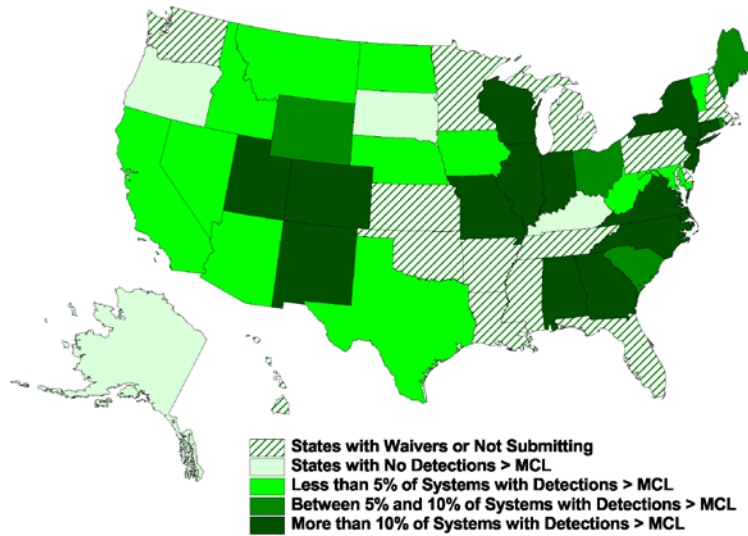 States with Waivers or Not Submitting
States with No Detections > MCL
Less than 5% of Systems with Detections > MCL
Between 5% and 10% of Systems with Detections > MCL
More than 10% of Systems with Detections > MCL